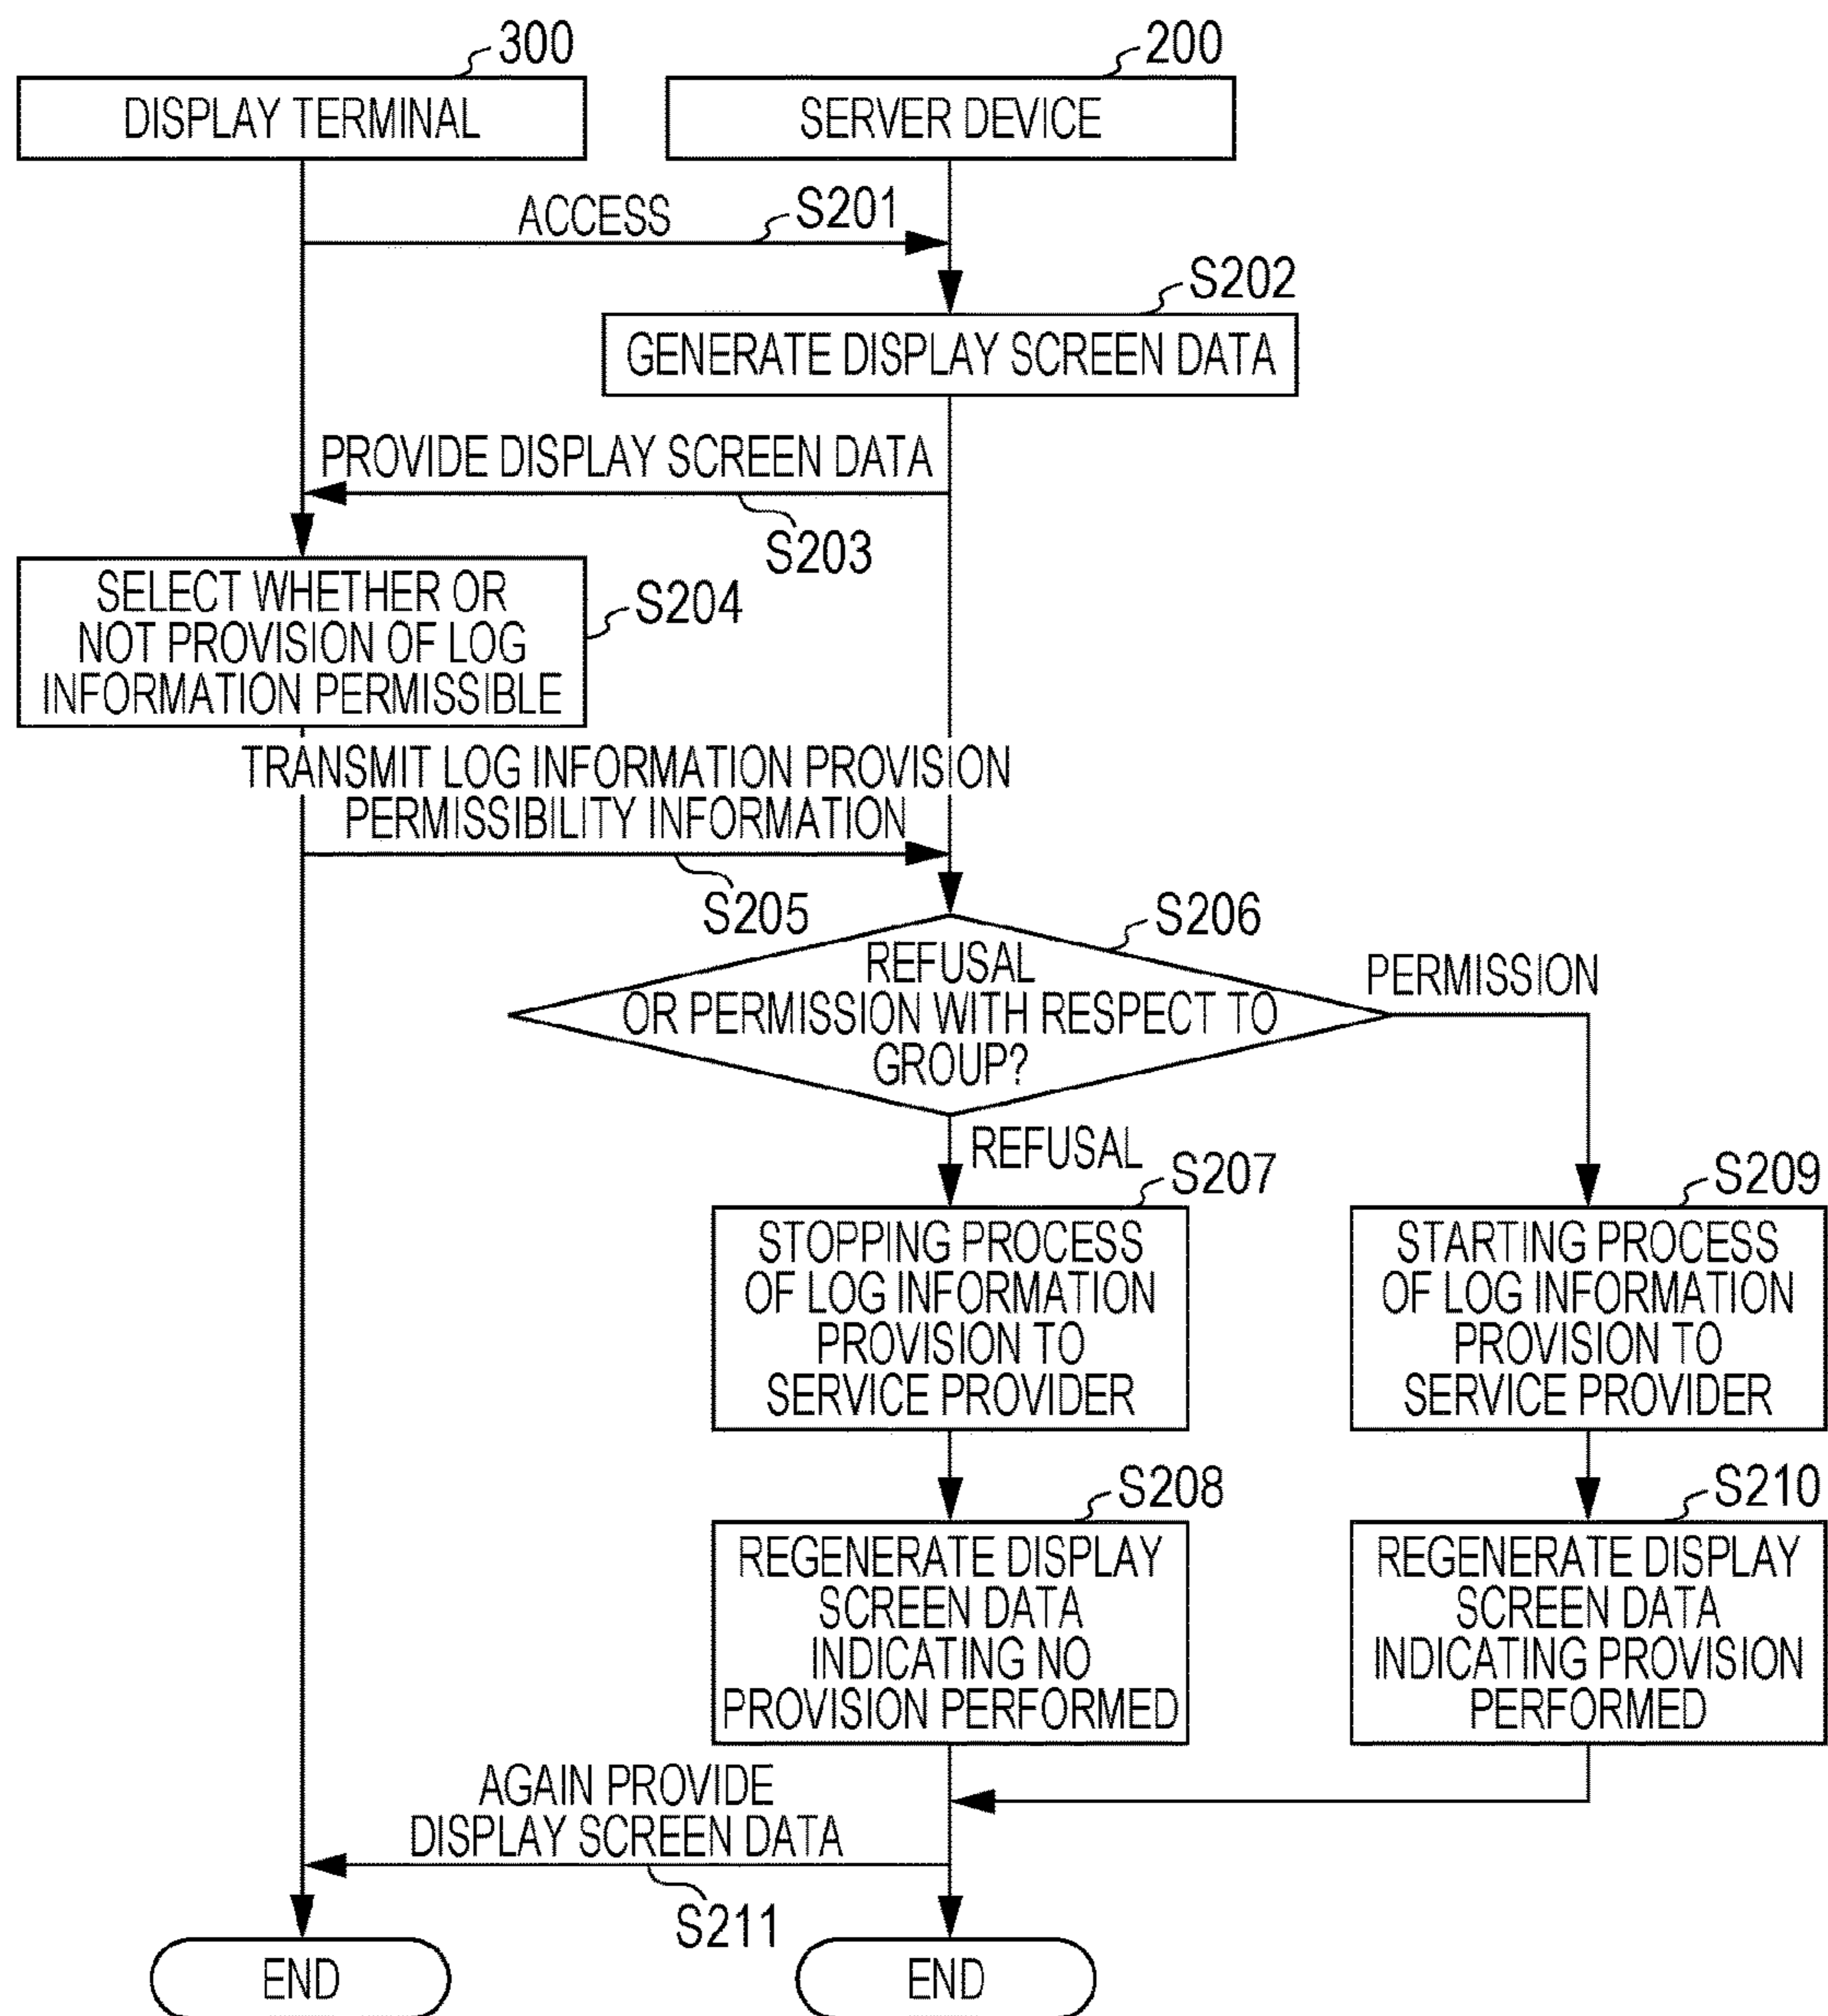 300
200
DISPLAY TERMINAL
SERVER DEVICE
ACCESS
S201
S202
GENERATE DISPLAY SCREEN DATA
PROVIDE DISPLAY SCREEN DATA
S203
SELECT WHETHER OR
NOT PROVISION OF LOG
INFORMATION PERMISSIBLE
S204
TRANSMIT LOG INFORMATION PROVISION
PERMISSIBILITY INFORMATION
S205
S206
REFUSAL
OR PERMISSION WITH RESPECT TO
GROUP?
PERMISSION
REFUSAL
S207
STOPPING PROCESS
OF LOG INFORMATION
PROVISION TO
SERVICE PROVIDER
S209
STARTING PROCESS
OF LOG INFORMATION
PROVISION TO
SERVICE PROVIDER
S208
REGENERATE DISPLAY
SCREEN DATA
INDICATING NO
PROVISION PERFORMED
S210
REGENERATE DISPLAY
SCREEN DATA
INDICATING PROVISION
PERFORMED
AGAIN PROVIDE
DISPLAY SCREEN DATA
S211
END
END